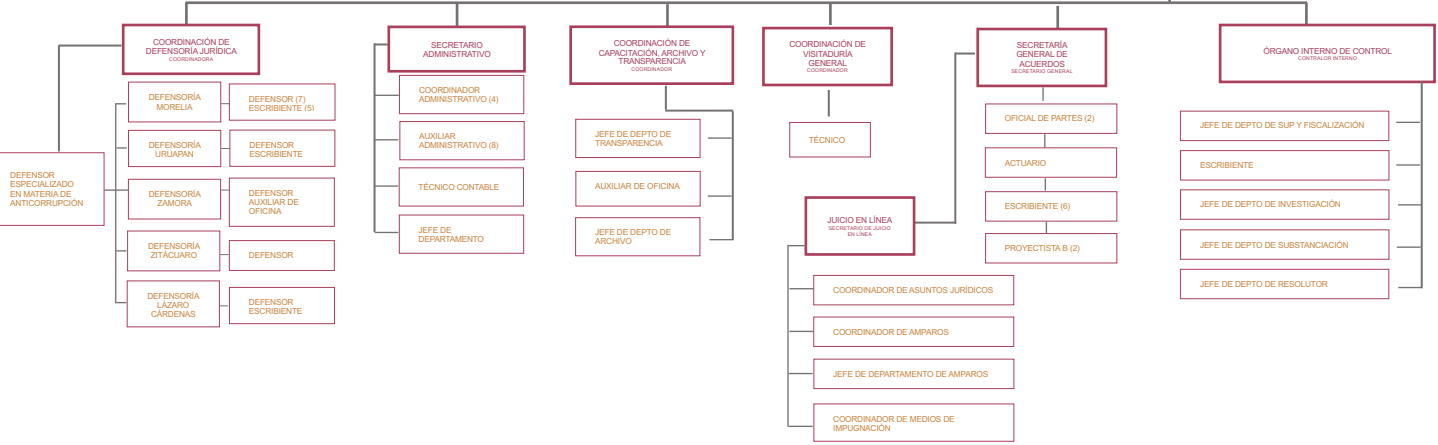 COORDINACIÓN DE
DEFENSORÍA JURÍDICA
COORDINADORA
DEFENSOR
ESPECIALIZADO
EN MATERIA DE
ANTICORRUPCIÓN
DEFENSORÍA
MORELIA
DEFENSOR (7)
ESCRIBIENTE (5)
DEFENSORÍA
URUAPAN
DEFENSOR
ESCRIBIENTE
DEFENSORÍA
ZAMORA
DEFENSOR
AUXILIAR DE
OFICINA
DEFENSORÍA
ZITÁCUARO
DEFENSOR
DEFENSORÍA
LÁZARO
CÁRDENAS
DEFENSOR
ESCRIBIENTE
SECRETARIO
ADMINISTRATIVO
COORDINADOR
ADMINISTRATIVO (4)
AUXILIAR
ADMINISTRATIVO (8)
TÉCNICO CONTABLE
JEFE DE
DEPARTAMENTO
COORDINACIÓN DE
CAPACITACIÓN, ARCHIVO Y
TRANSPARENCIA
COORDINADOR
JEFE DE DEPTO DE
TRANSPARENCIA
AUXILIAR DE OFICINA
JEFE DE DEPTO DE
ARCHIVO
COORDINACIÓN DE
VISITADURÍA
GENERAL
COORDINADOR
TÉCNICO
SECRETARÍA
GENERAL DE
ACUERDOS
SECRETARIO GENERAL
OFICIAL DE PARTES (2)
ACTUARIO
ESCRIBIENTE (6)
PROYECTISTA B (2)
JUICIO EN LÍNEA
SECRETARIO DE JUICIO
EN LÍNEA
COORDINADOR DE ASUNTOS JURÍDICOS
COORDINADOR DE AMPAROS
JEFE DE DEPARTAMENTO DE AMPAROS
COORDINADOR DE MEDIOS DE
IMPUGNACIÓN
ÓRGANO INTERNO DE CONTROL
CONTRALOR INTERNO
JEFE DE DEPTO DE SUP Y FISCALIZACIÓN
ESCRIBIENTE
JEFE DE DEPTO DE INVESTIGACIÓN
JEFE DE DEPTO DE SUBSTANCIACIÓN
JEFE DE DEPTO DE RESOLUTOR